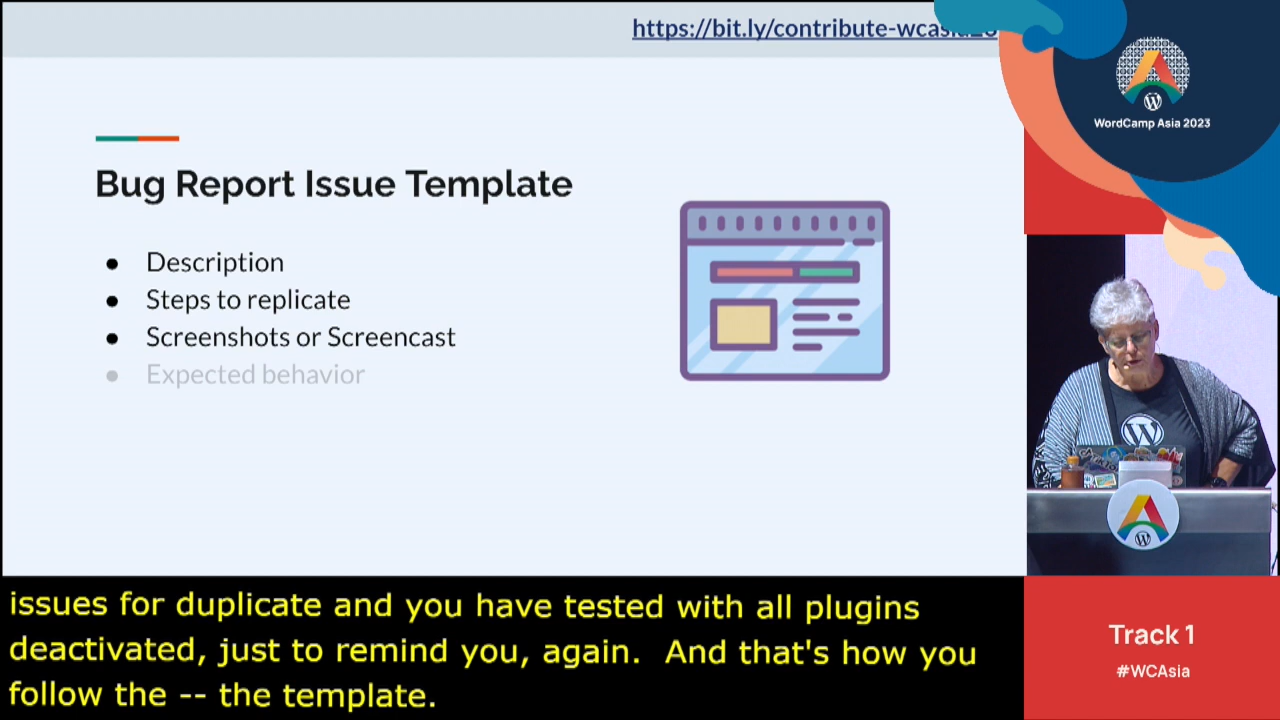 https://bit.ly/contribute-wcasia23
WordCamp Asia 2023
Bug Report Issue Template
● Description
● Steps to replicate
● Screenshots or Screencast
● Expected behavior
issues for duplicate and you have tested with all plugins
deactivated, just to remind you, again.  And that's how you
follow the -- the template.
Track 1
#WCAsia